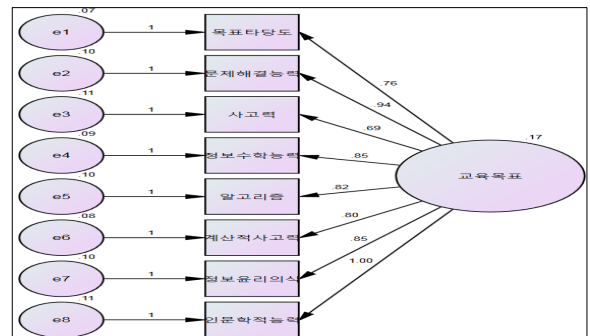 .07
e1 1 목표타당도
.10
e2 1 문제해결능력 .76
.11
e3 1 사고력 .94
.09 .69 .17
e4 1 정보수학능력 .85
.10 교육목표
e5 1 알고리즘 .82
.08
e6 1 계산적사고력 .80
.10
e7 1 정보윤리의식 .85
.11 1.00
e8 1 인문학적능력